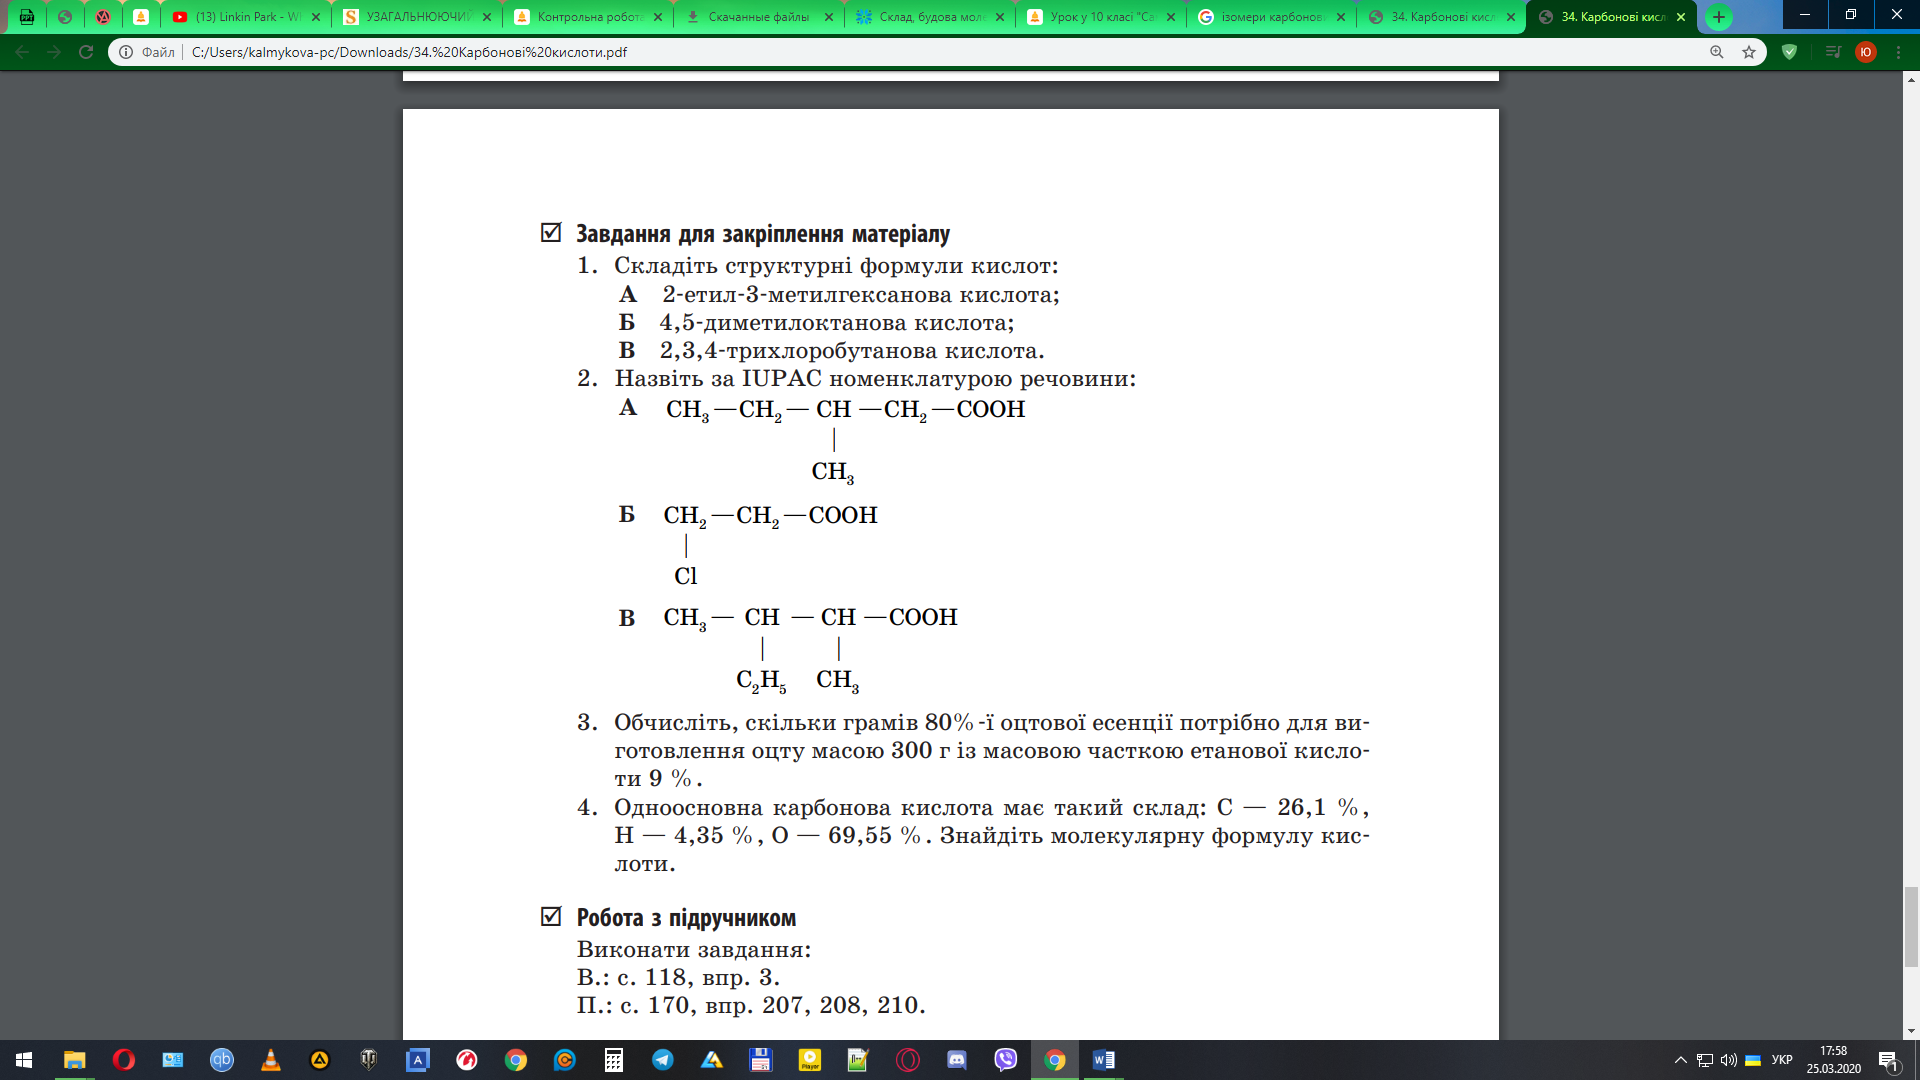 (13) Linkin Park - Wh
УЗАГАЛЬНЮЮЧИЙ
Контрольна робота
Скачанные файлы
Склад, будова моле
Урок у 10 класі "Са
ізомери карбонови
34. Карбонові кисл
34. Карбонові кисл
Файл | C:/Users/kalmykova-pc/Downloads/34.%20Карбонові%20кислоти.pdf
Ю
Завдання для закріплення матеріалу
1. Складіть структурні формули кислот:
А 2-етил-3-метилгексанова кислота;
Б 4,5-диметилоктанова кислота;
В 2,3,4-трихлоробутанова кислота.
2. Назвіть за IUPAC номенклатурою речовини:
А CH₃—CH₂—CH—CH₂—COOH
|
CH₃
Б CH₂—CH₂—COOH
|
Cl
В CH₃—CH—CH—COOH
| |
C₂H₅ CH₃
3. Обчисліть, скільки грамів 80%-ї оцтової есенції потрібно для ви-
готовлення оцту масою 300 г із масовою часткою етанової кисло-
ти 9 %.
4. Одноосновна карбонова кислота має такий склад: С — 26,1 %,
Н — 4,35 %, О — 69,55 %. Знайдіть молекулярну формулу кис-
лоти.
Робота з підручником
Виконати завдання:
В.: с. 118, впр. 3.
П.: с. 170, впр. 207, 208, 210.
УКР
17:58
25.03.2020
1